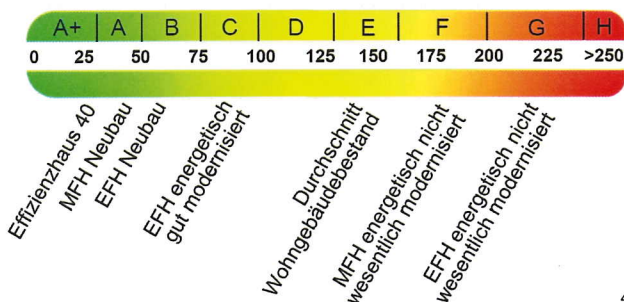 A+ A B C D E F G H
0 25 50 75 100 125 150 175 200 225 >250
Effizienzhaus 40
MFH Neubau
EFH Neubau
EFH energetisch
gut modernisiert
Durchschnitt
Wohngebäudebestand
MFH energetisch nicht
wesentlich modernisiert
EFH energetisch nicht
wesentlich modernisiert